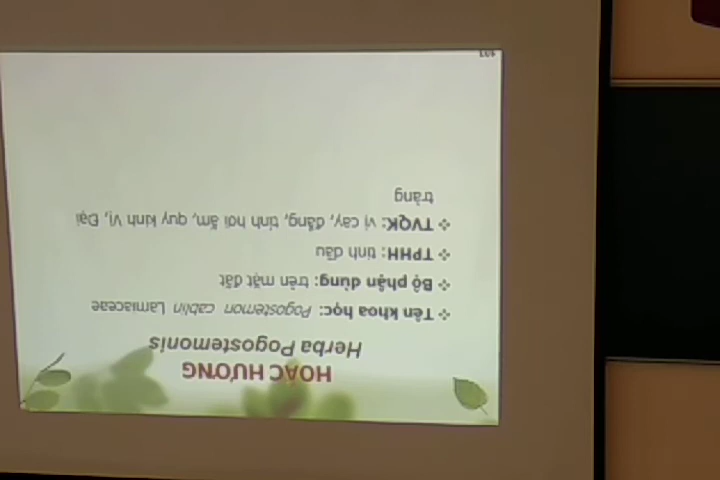 HOẮC HƯƠNG
Herba Pogostemonis
❖ Tên khoa học: Pogostemon cablin Lamiaceae
❖ Bộ phận dùng: trên mặt đất
❖ TPHH: tinh dầu
❖ TVQK: vị cay, đắng, tính hơi ấm, quy kinh Vị, Đại
tràng